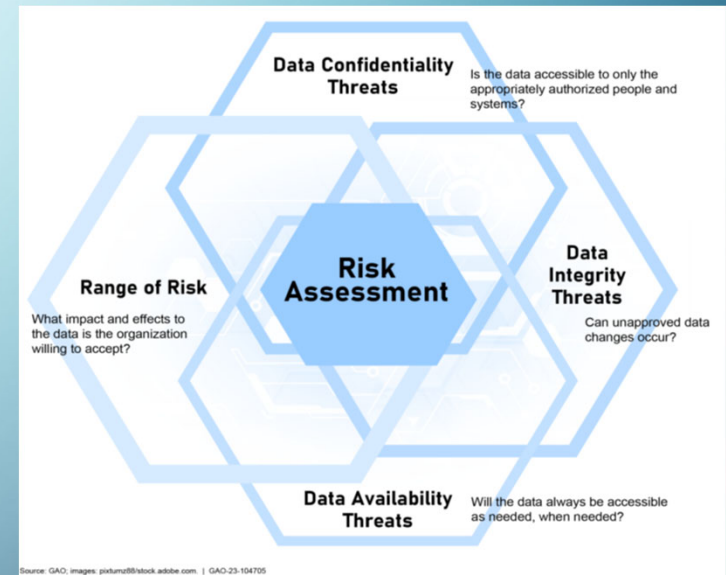 Data Confidentiality
Threats
Is the data accessible to only the
appropriately authorized people and
systems?
Data
Integrity
Threats
Can unapproved data
changes occur?
Risk
Assessment
Range of Risk
What impact and effects to
the data is the organization
willing to accept?
Data Availability
Threats
Will the data always be accessible
as needed, when needed?
Source: GAO; images: pixtumz88/stock.adobe.com. | GAO-23-104705